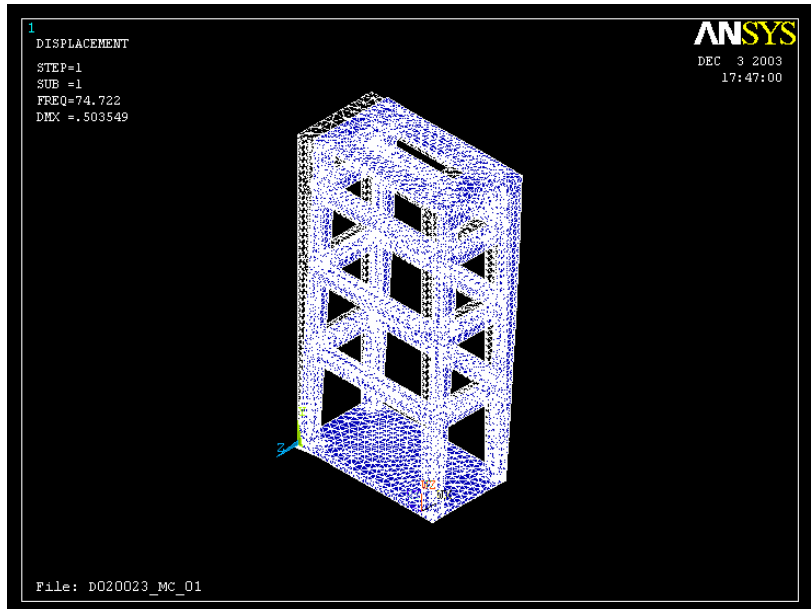 1
DISPLACEMENT
STEP=1
SUB =1
FREQ=74.722
DMX =.503549
ANSYS
DEC 3 2003
17:47:00
Z
File: D020023_MC_01